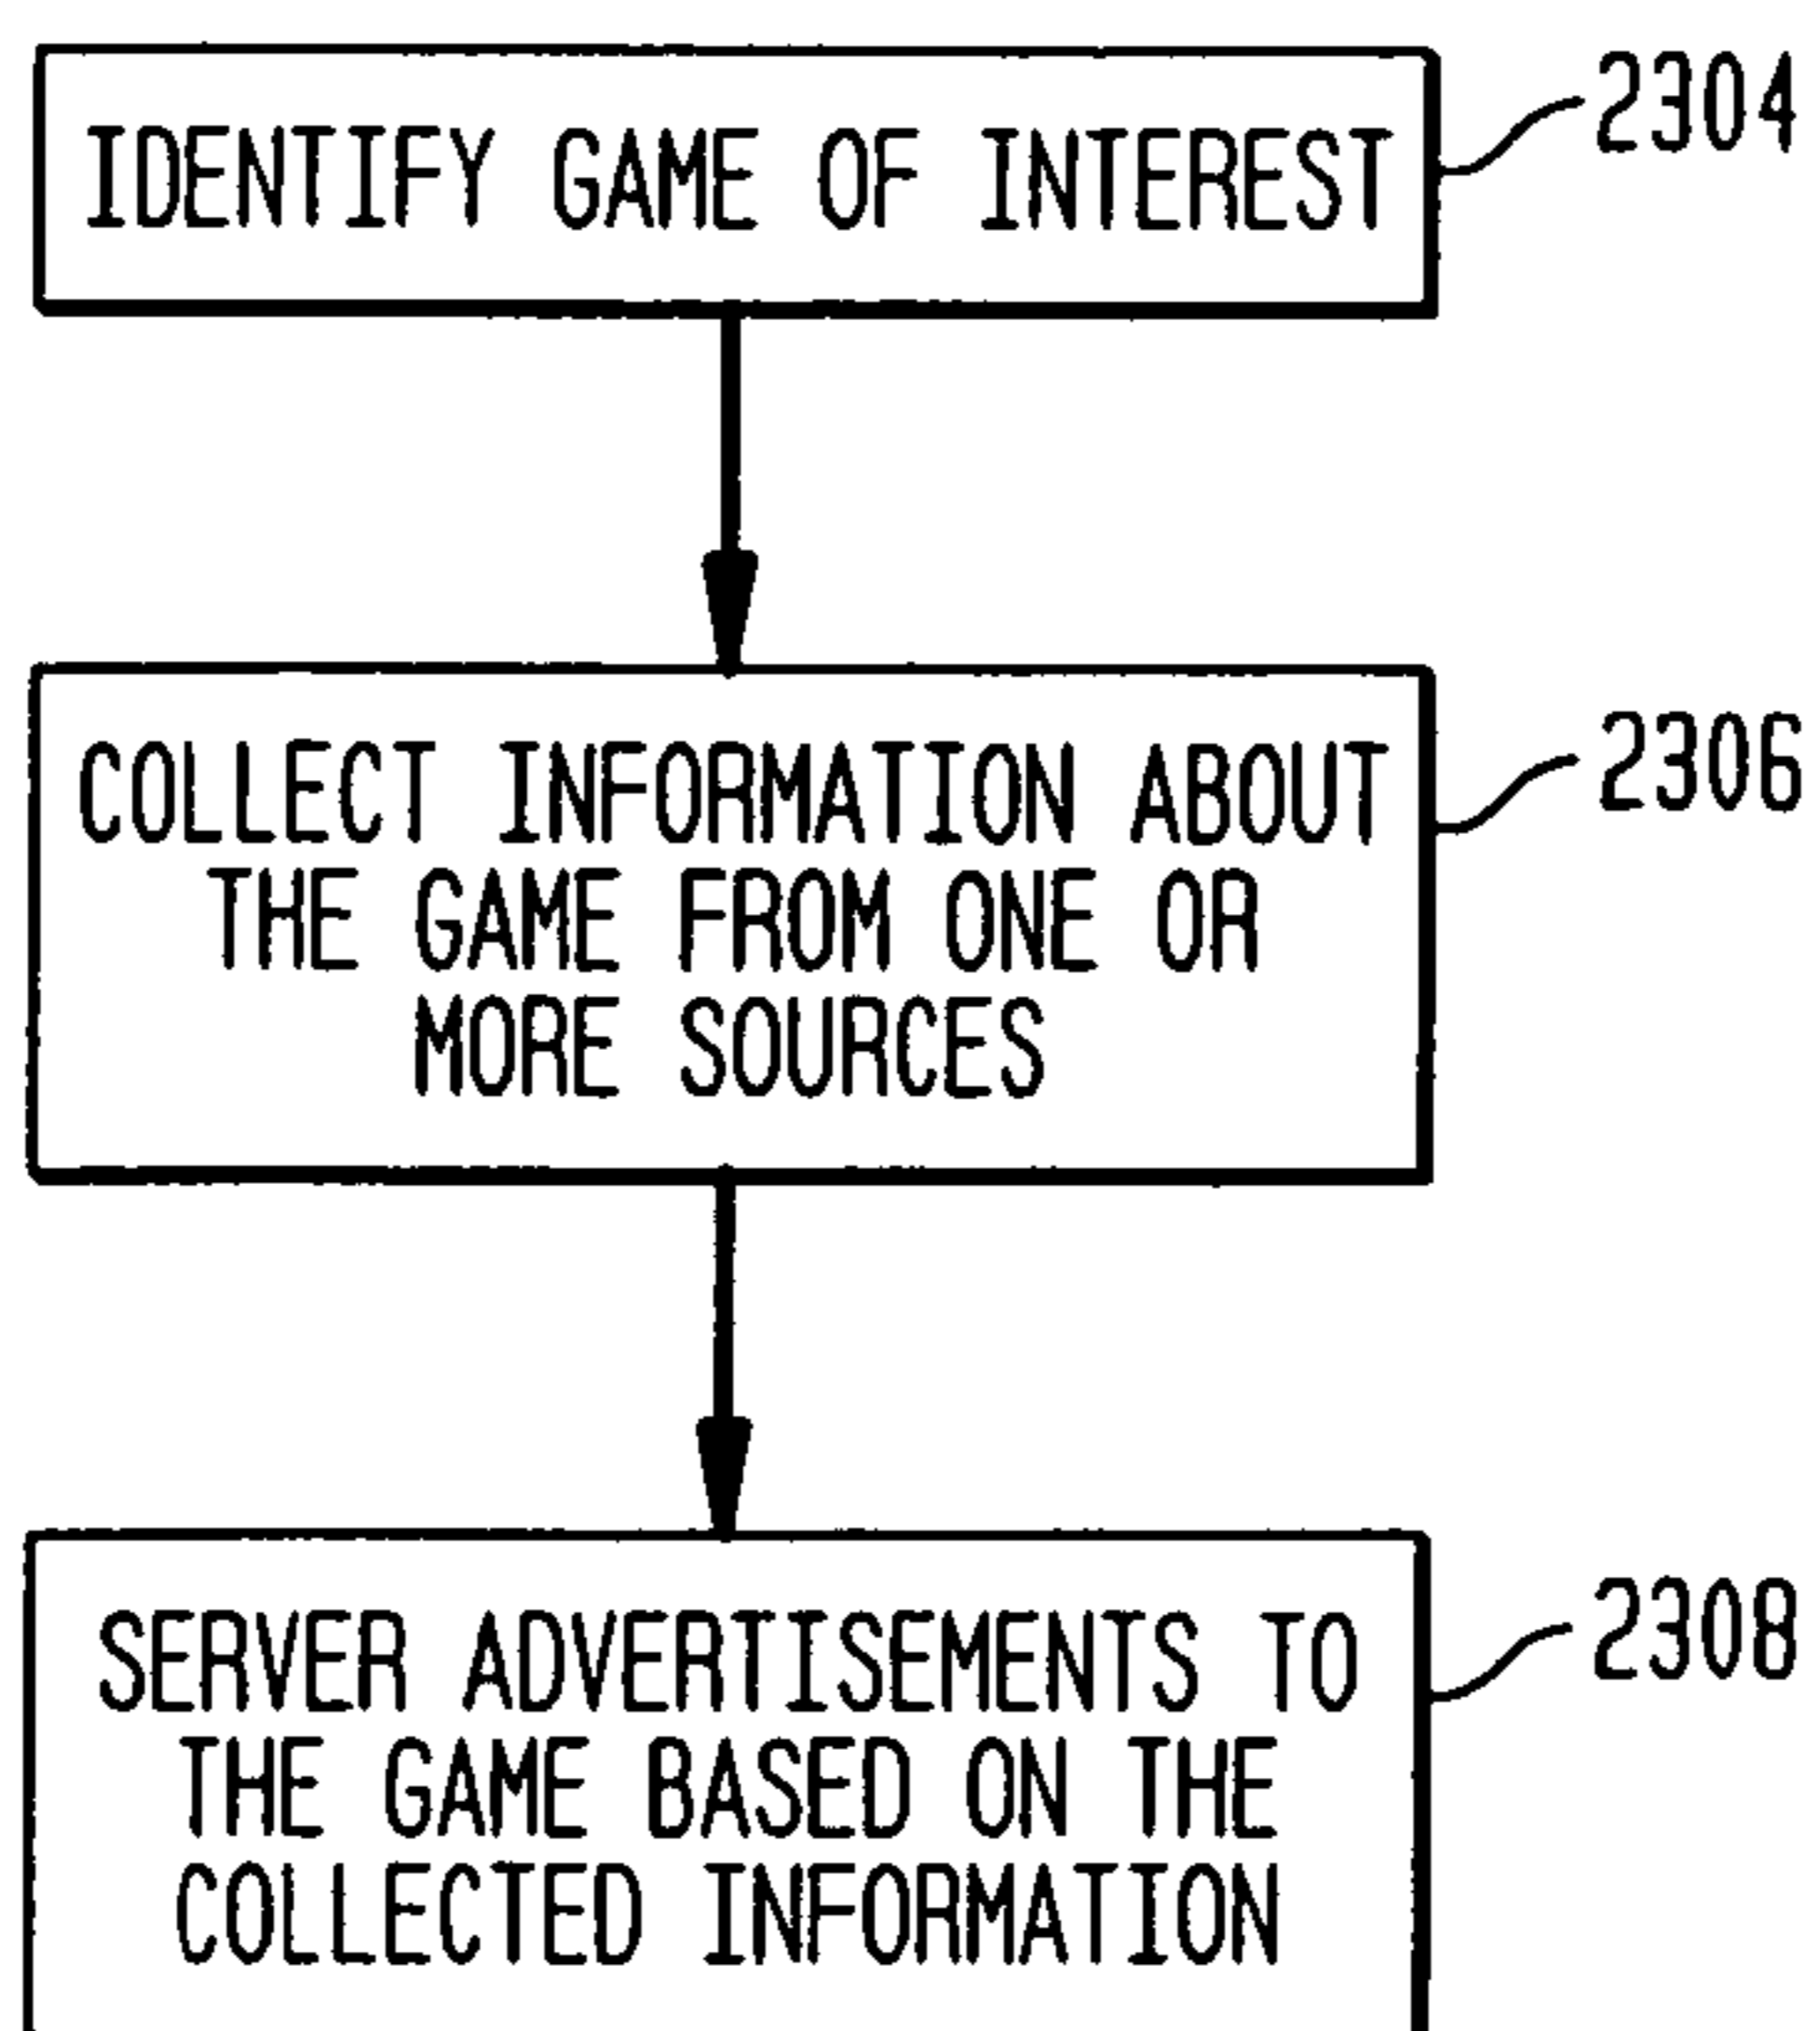 IDENTIFY GAME OF INTEREST
2304
COLLECT INFORMATION ABOUT
THE GAME FROM ONE OR
MORE SOURCES
2306
SERVER ADVERTISEMENTS TO
THE GAME BASED ON THE
COLLECTED INFORMATION
2308